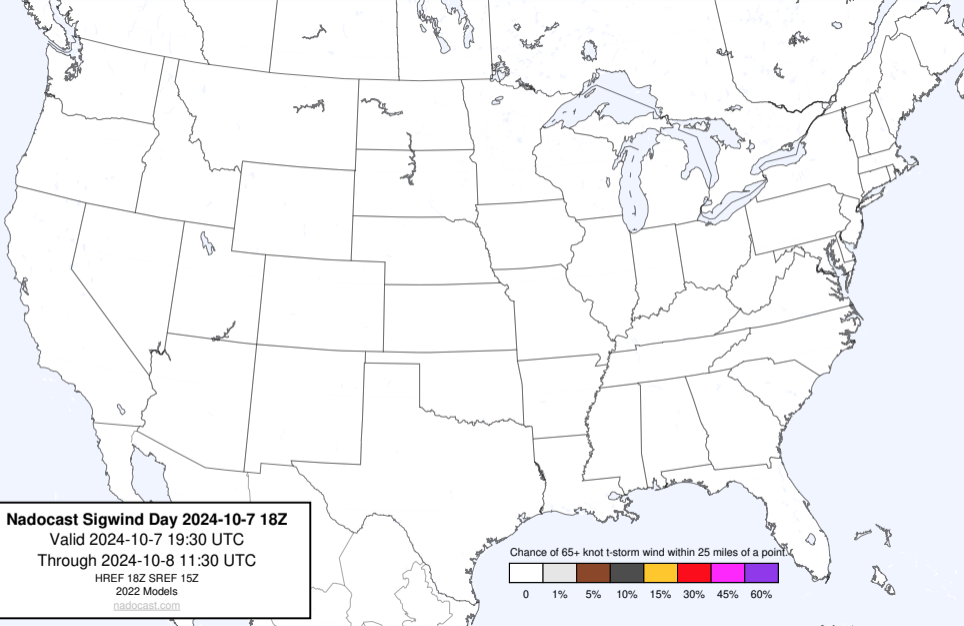 Nadocast Sigwind Day 2024-10-7 18Z
Valid 2024-10-7 19:30 UTC
Through 2024-10-8 11:30 UTC
HREF 18Z SREF 15Z
2022 Models
nadocast.com
Chance of 65+ knot t-storm wind within 25 miles of a point.
0 1% 5% 10% 15% 30% 45% 60%